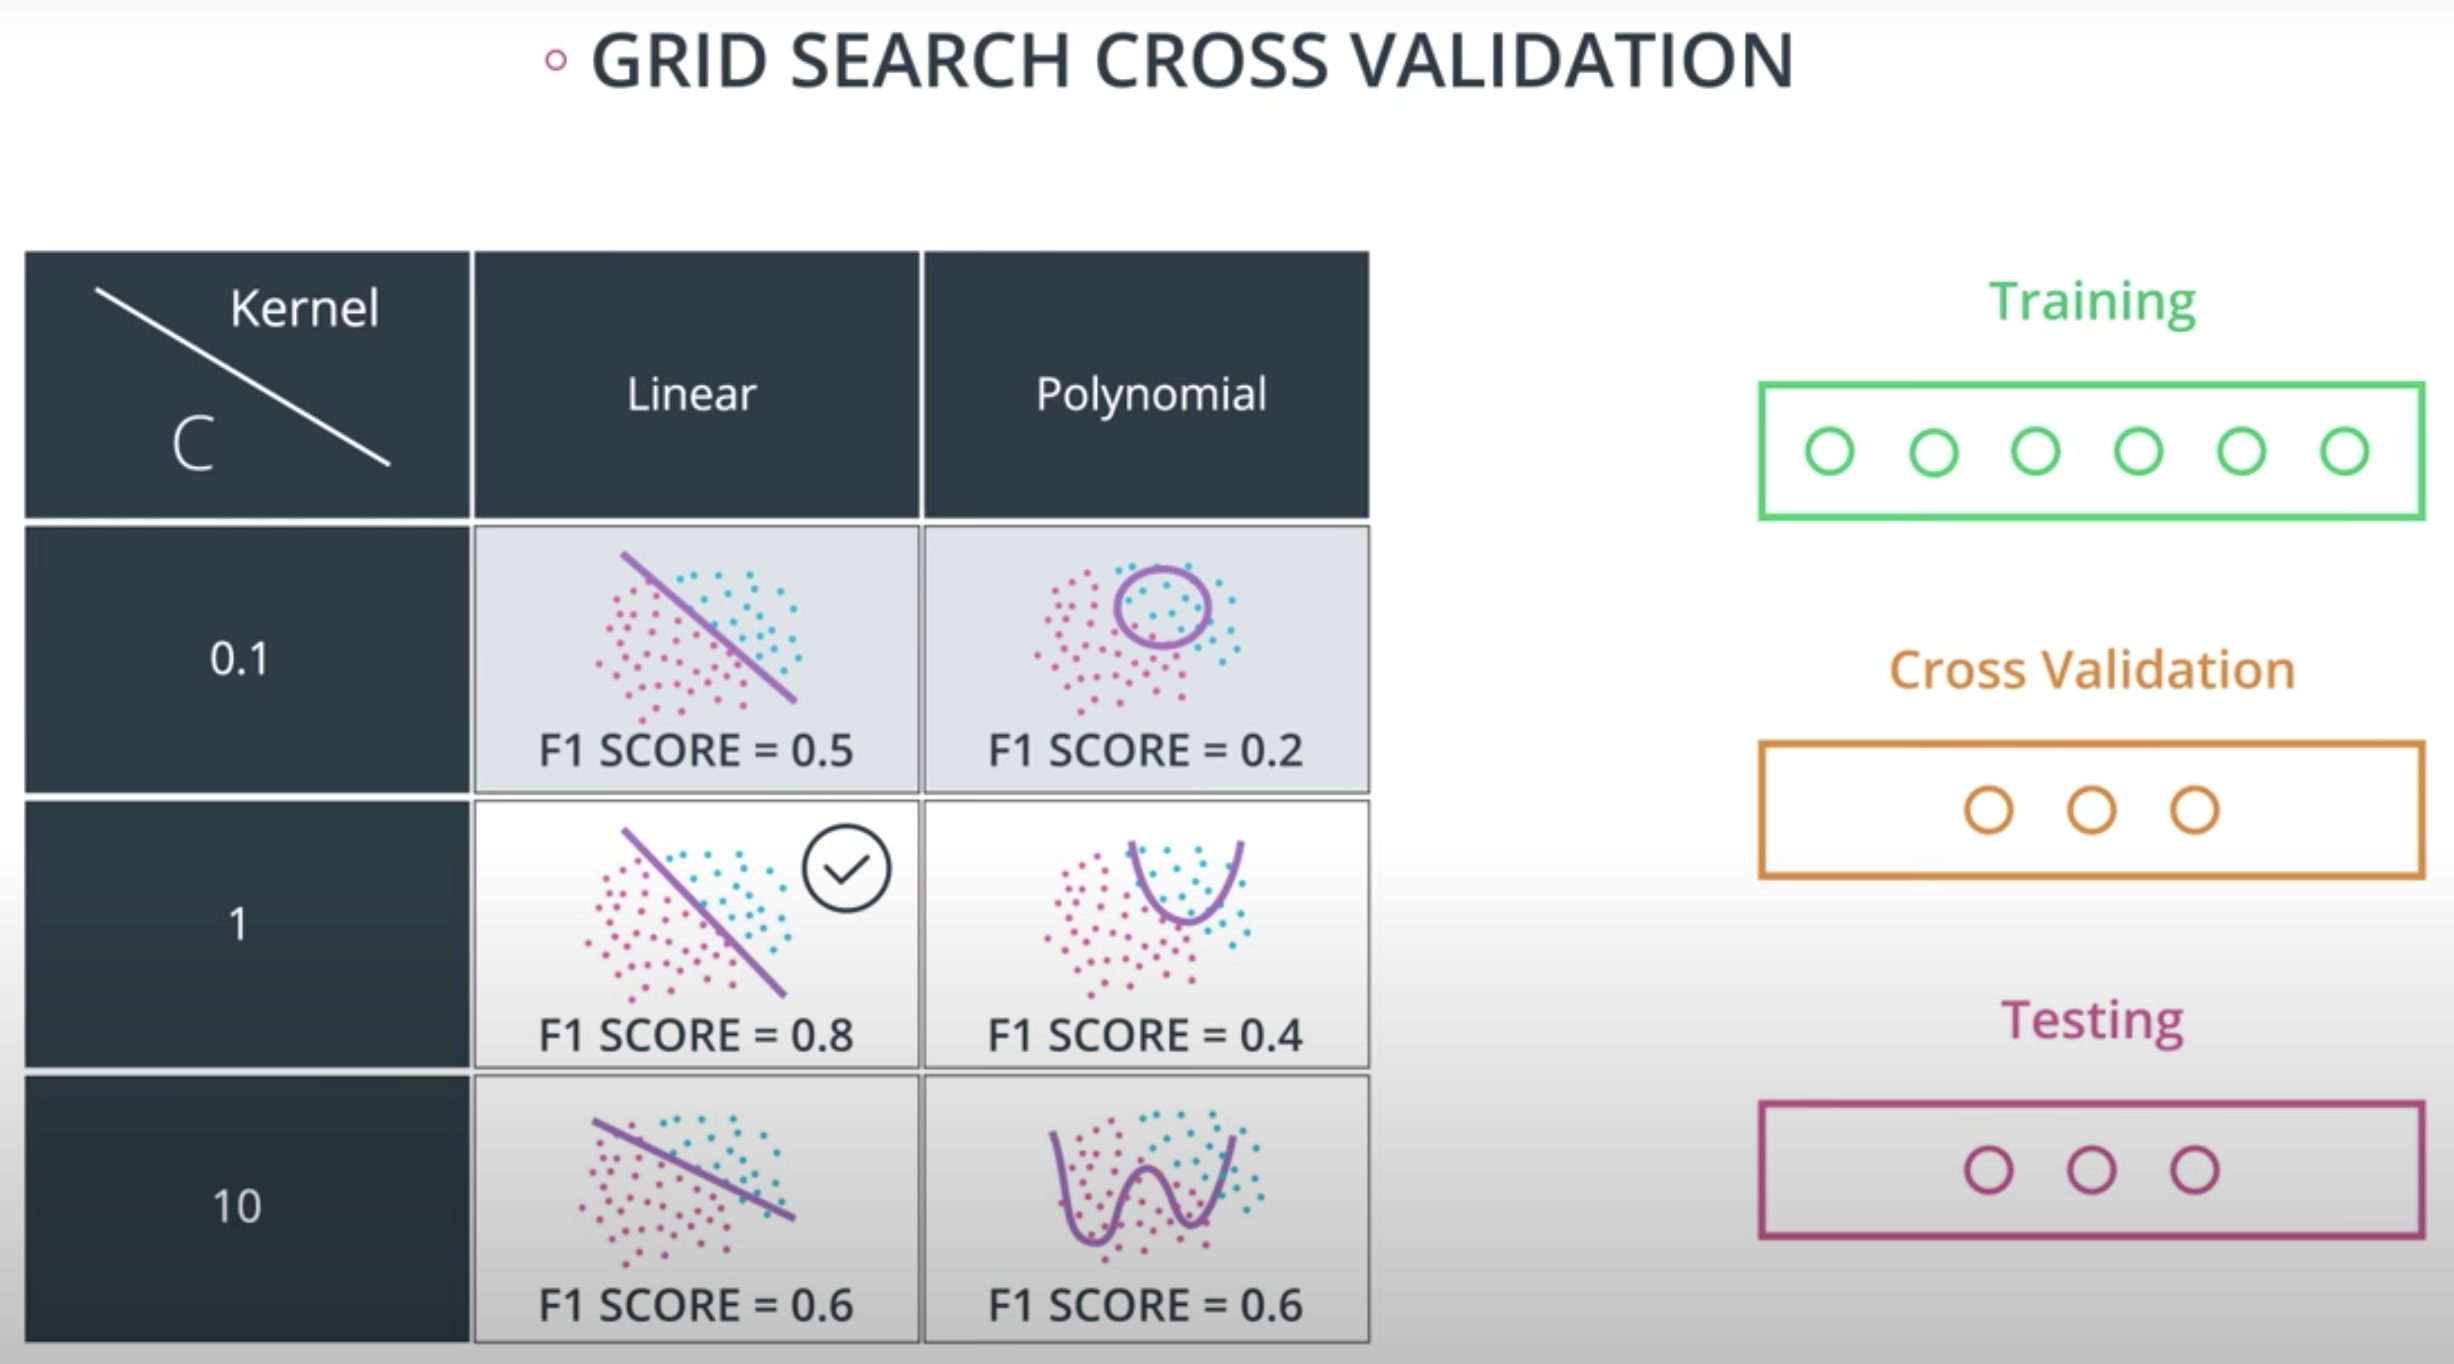 GRID SEARCH CROSS VALIDATION
Kernel
C
Linear
Polynomial
0.1
F1 SCORE = 0.5
F1 SCORE = 0.2
1
F1 SCORE = 0.8
F1 SCORE = 0.4
10
F1 SCORE = 0.6
F1 SCORE = 0.6
Training
Cross Validation
Testing